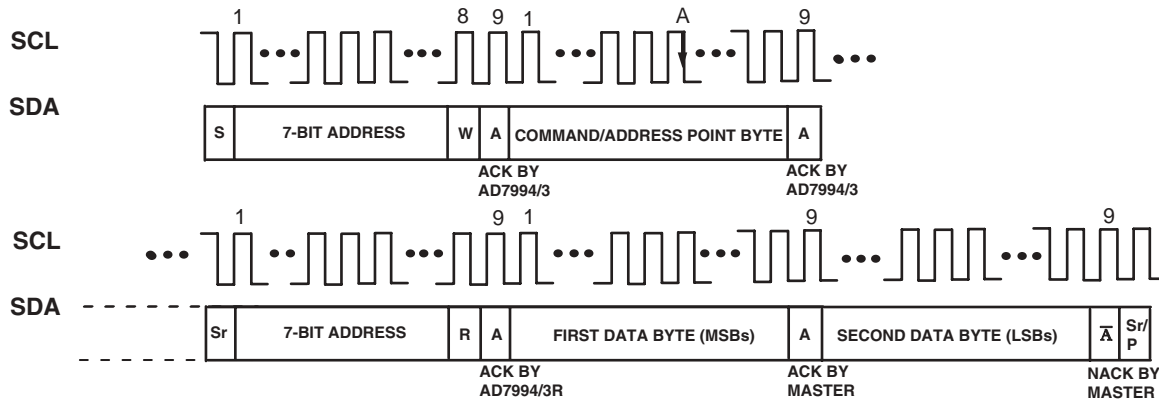 1 8 9 1 A 9
SCL
SDA
S 7-BIT ADDRESS W A COMMAND/ADDRESS POINT BYTE A
ACK BY ACK BY
AD7994/3 AD7994/3
1 9 1 9 9
SCL
SDA
Sr 7-BIT ADDRESS R A FIRST DATA BYTE (MSBs) A SECOND DATA BYTE (LSBs) A̅ Sr/
P
ACK BY ACK BY NACK BY
AD7994/3R MASTER MASTER